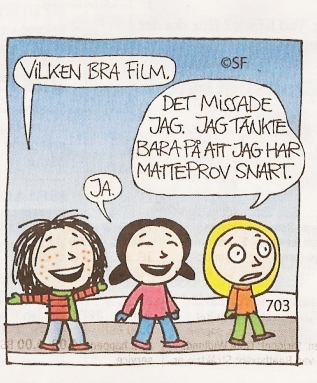 VILKEN BRA FILM.
©SF
DET MISSADE
JAG. JAG TÄNKTE
BARA PÅ ATT JAG HAR
MATTEPROV SNART.
JA.
703